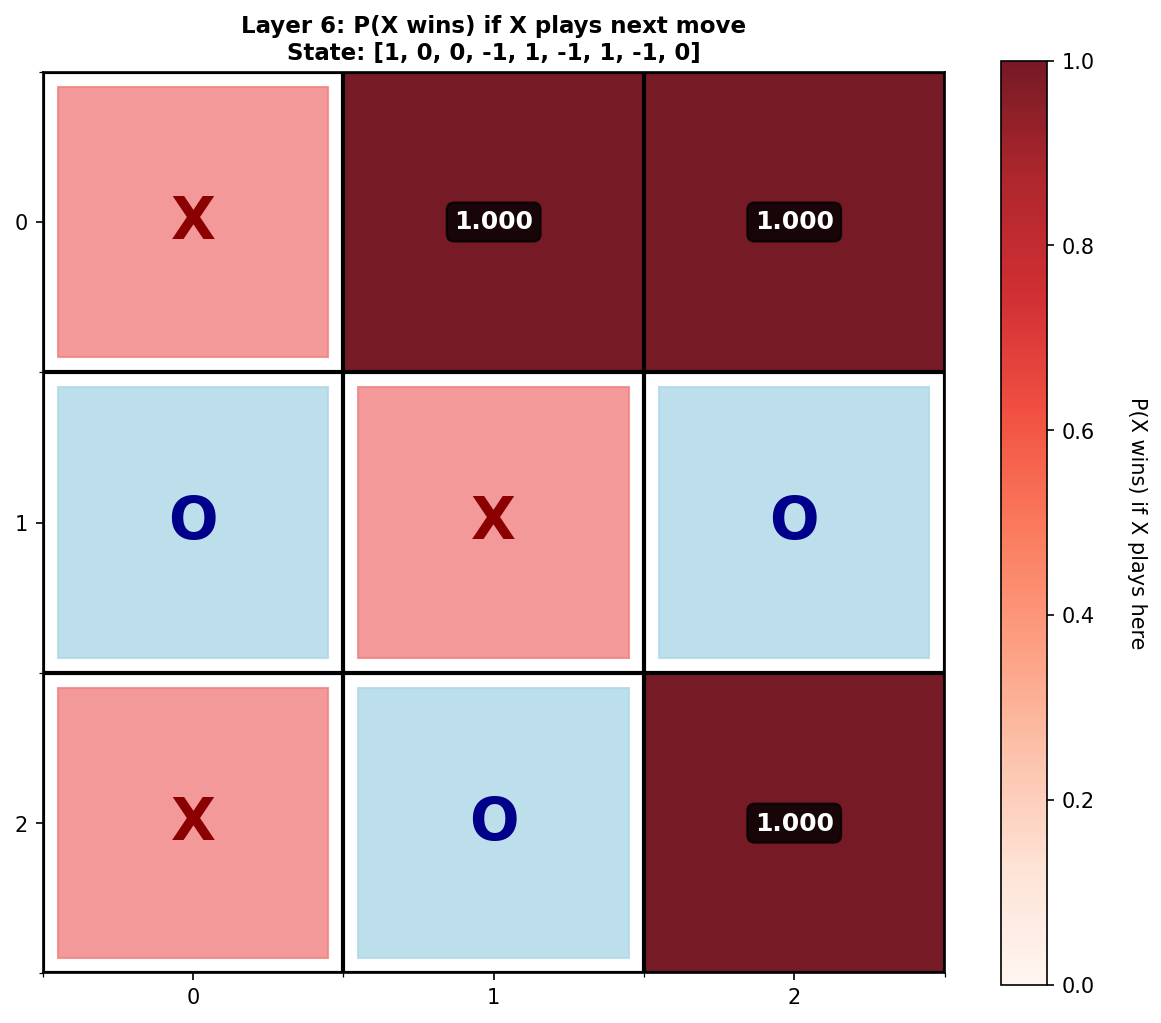 Layer 6: P(X wins) if X plays next move
State: [1, 0, 0, -1, 1, -1, 1, -1, 0]
0
X
1.000
1.000
1
O
X
O
2
X
O
1.000
0
1
2
1.0
0.8
0.6
0.4
0.2
0.0
P(X wins) if X plays here